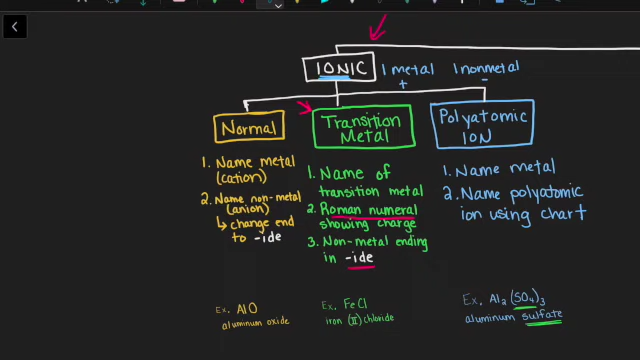 IONIC
1 metal
+
1 nonmetal
-
Normal
1. Name metal
(cation)
2. Name non-metal
(anion)
↳ change end
to -ide
Ex. AlO
aluminum oxide
Transition
Metal
1. Name of
transition metal
2. Roman numeral
showing charge
3. Non-metal ending
in -ide
Ex. FeCl
iron (II) chloride
Polyatomic
ION
1. Name metal
2. Name polyatomic
ion using chart
Ex. Al₂(SO₄)₃
aluminum sulfate